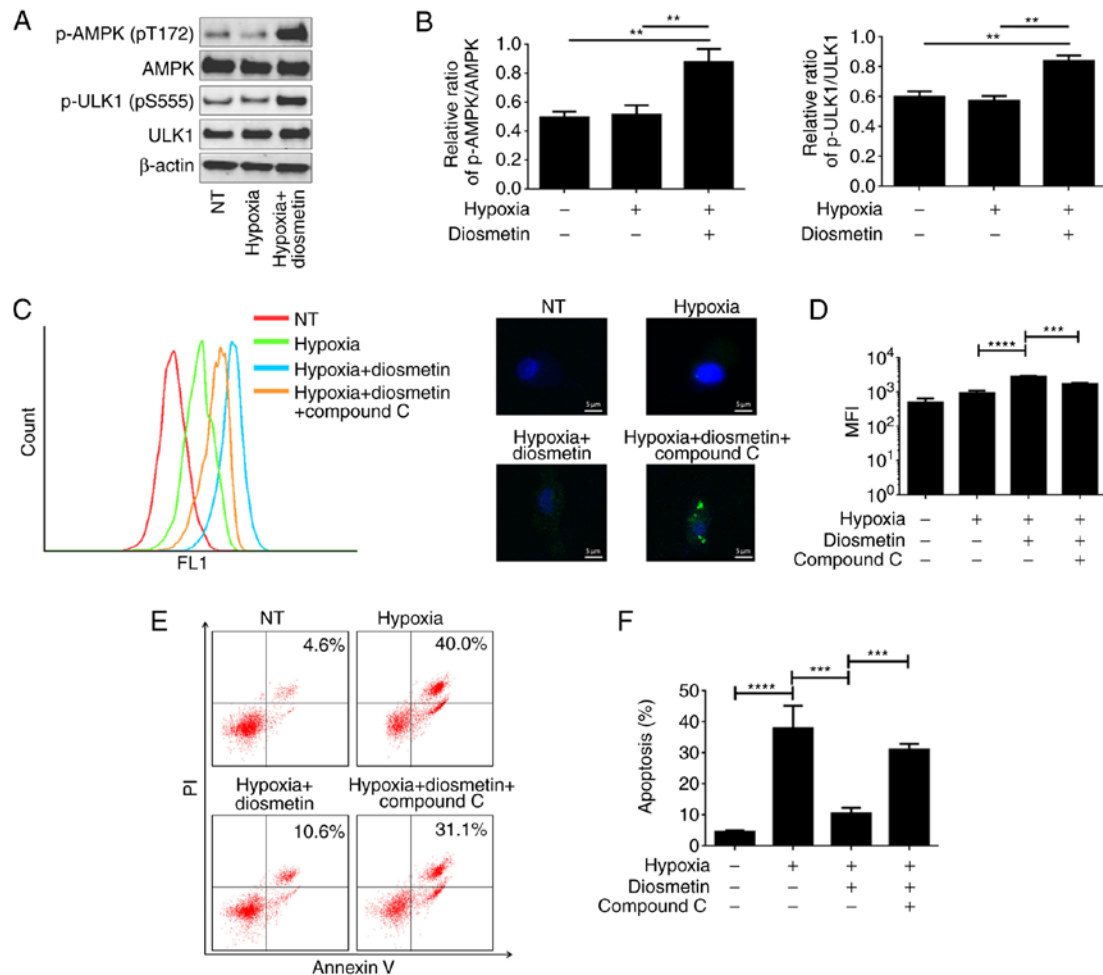 A
p-AMPK (pT172)
AMPK
p-ULK1 (pS555)
ULK1
β-actin
NT
Hypoxia
Hypoxia+
diosmetin
B
Relative ratio
of p-AMPK/AMPK
1.0
0.8
0.6
0.4
0.2
0.0
**
**
Hypoxia – + +
Diosmetin – – +
Relative ratio
of p-ULK1/ULK1
1.0
0.8
0.6
0.4
0.2
0.0
**
**
Hypoxia – + +
Diosmetin – – +
C
Count
FL1
NT
Hypoxia
Hypoxia+diosmetin
Hypoxia+diosmetin
+compound C
NT
5 μm
Hypoxia
5 μm
Hypoxia+
diosmetin
5 μm
Hypoxia+diosmetin+
compound C
5 μm
D
MFI
10⁴
10³
10²
10¹
10⁰
****
***
Hypoxia – + + +
Diosmetin – – + +
Compound C – – – +
E
PI
Annexin V
NT
4.6%
Hypoxia
40.0%
Hypoxia+
diosmetin
10.6%
Hypoxia+diosmetin+
compound C
31.1%
F
Apoptosis (%)
50
40
30
20
10
0
****
***
***
Hypoxia – + + +
Diosmetin – – + +
Compound C – – – +